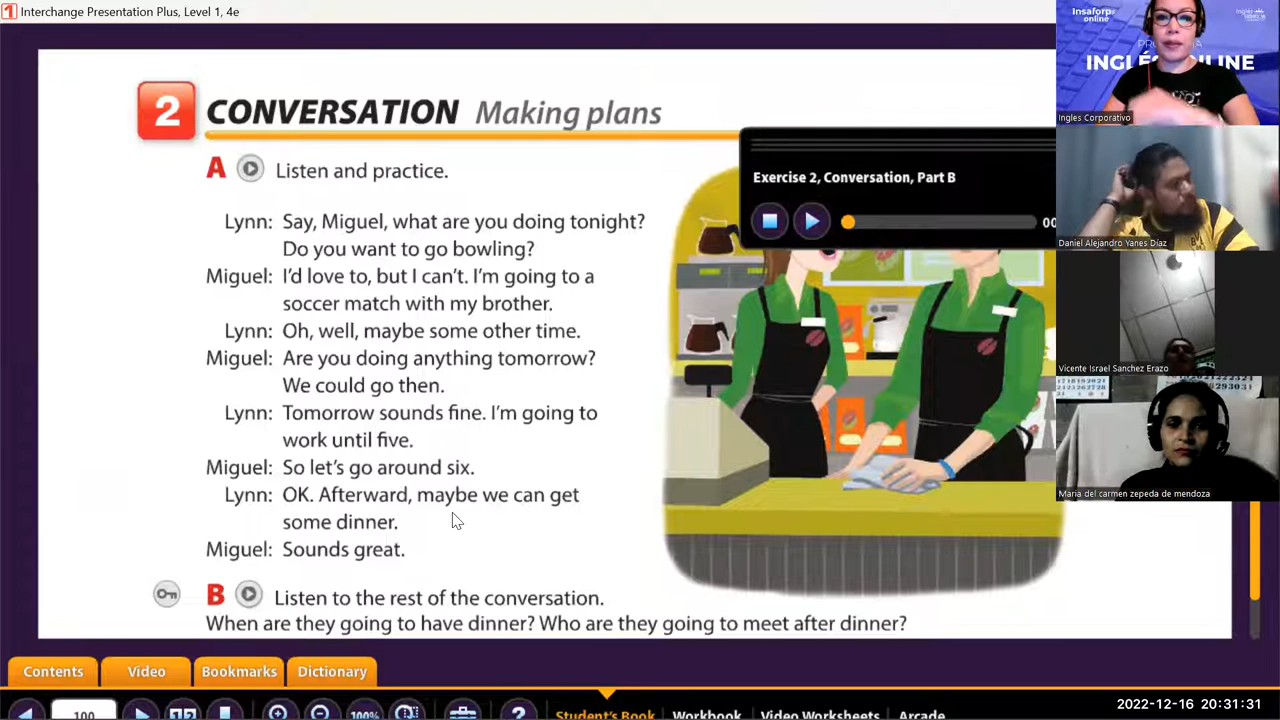 Interchange Presentation Plus, Level 1, 4e
2 CONVERSATION Making plans
A Listen and practice.
Lynn: Say, Miguel, what are you doing tonight?
Do you want to go bowling?
Miguel: I'd love to, but I can't. I'm going to a
soccer match with my brother.
Lynn: Oh, well, maybe some other time.
Miguel: Are you doing anything tomorrow?
We could go then.
Lynn: Tomorrow sounds fine. I'm going to
work until five.
Miguel: So let's go around six.
Lynn: OK. Afterward, maybe we can get
some dinner.
Miguel: Sounds great.
B Listen to the rest of the conversation.
When are they going to have dinner? Who are they going to meet after dinner?
Exercise 2, Conversation, Part B
00
Insaforp
online
INGLÉS ONLINE
Ingles Corporativo
Daniel Alejandro Yanes Díaz
Vicente Israel Sanchez Erazo
Maria del carmen zepeda de mendoza
Contents Video Bookmarks Dictionary
100 100% ? Student's Book Workbook Video Worksheets Arcade
2022-12-16 20:31:31